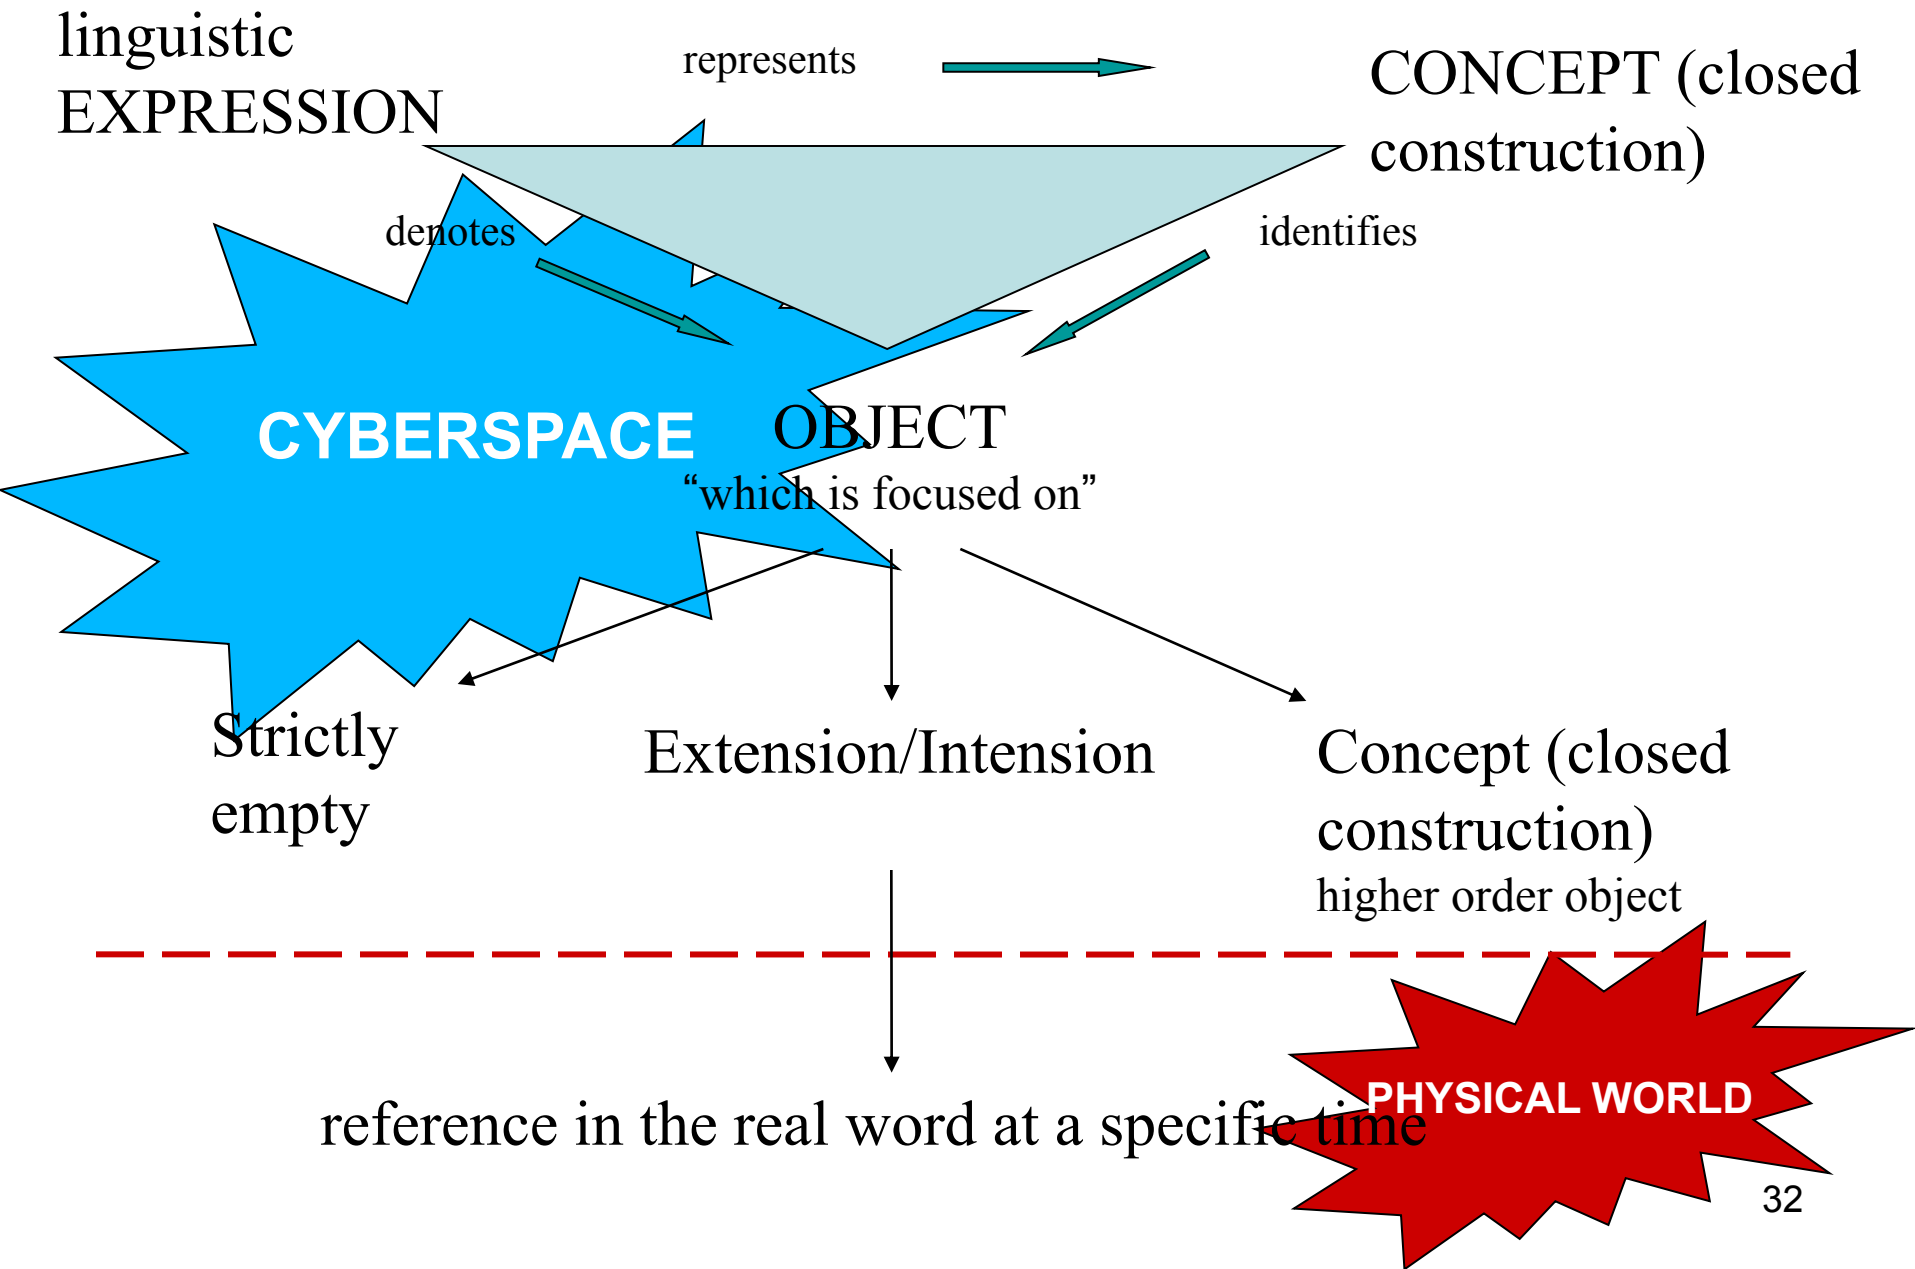 linguistic
EXPRESSION
represents
CONCEPT (closed
construction)
denotes
identifies
CYBERSPACE
OBJECT
“which is focused on”
Strictly
empty
Extension/Intension
Concept (closed
construction)
higher order object
PHYSICAL WORLD
reference in the real word at a specific time
32